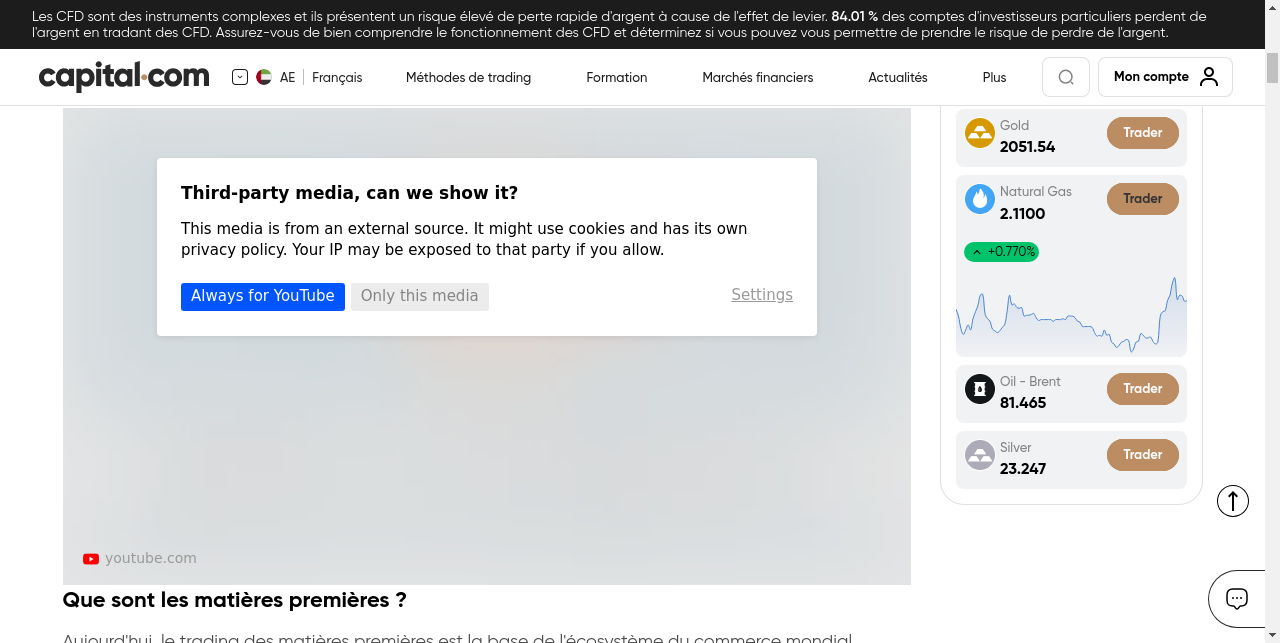 Les CFD sont des instruments complexes et ils présentent un risque élevé de perte rapide d'argent à cause de l'effet de levier. 84.01 % des comptes d'investisseurs particuliers perdent de
l'argent en tradant des CFD. Assurez-vous de bien comprendre le fonctionnement des CFD et déterminez si vous pouvez vous permettre de prendre le risque de perdre de l'argent.
capital.com
AE Français Méthodes de trading Formation Marchés financiers Actualités Plus Mon compte
Third-party media, can we show it?
This media is from an external source. It might use cookies and has its own
privacy policy. Your IP may be exposed to that party if you allow.
Always for YouTube Only this media Settings
youtube.com
Gold
2051.54
Trader
Natural Gas
2.1100
Trader
+0.770%
Oil - Brent
81.465
Trader
Silver
23.247
Trader
Que sont les matières premières ?
Aujourd'hui, le trading des matières premières est la base de l'écosystème du commerce mondial.